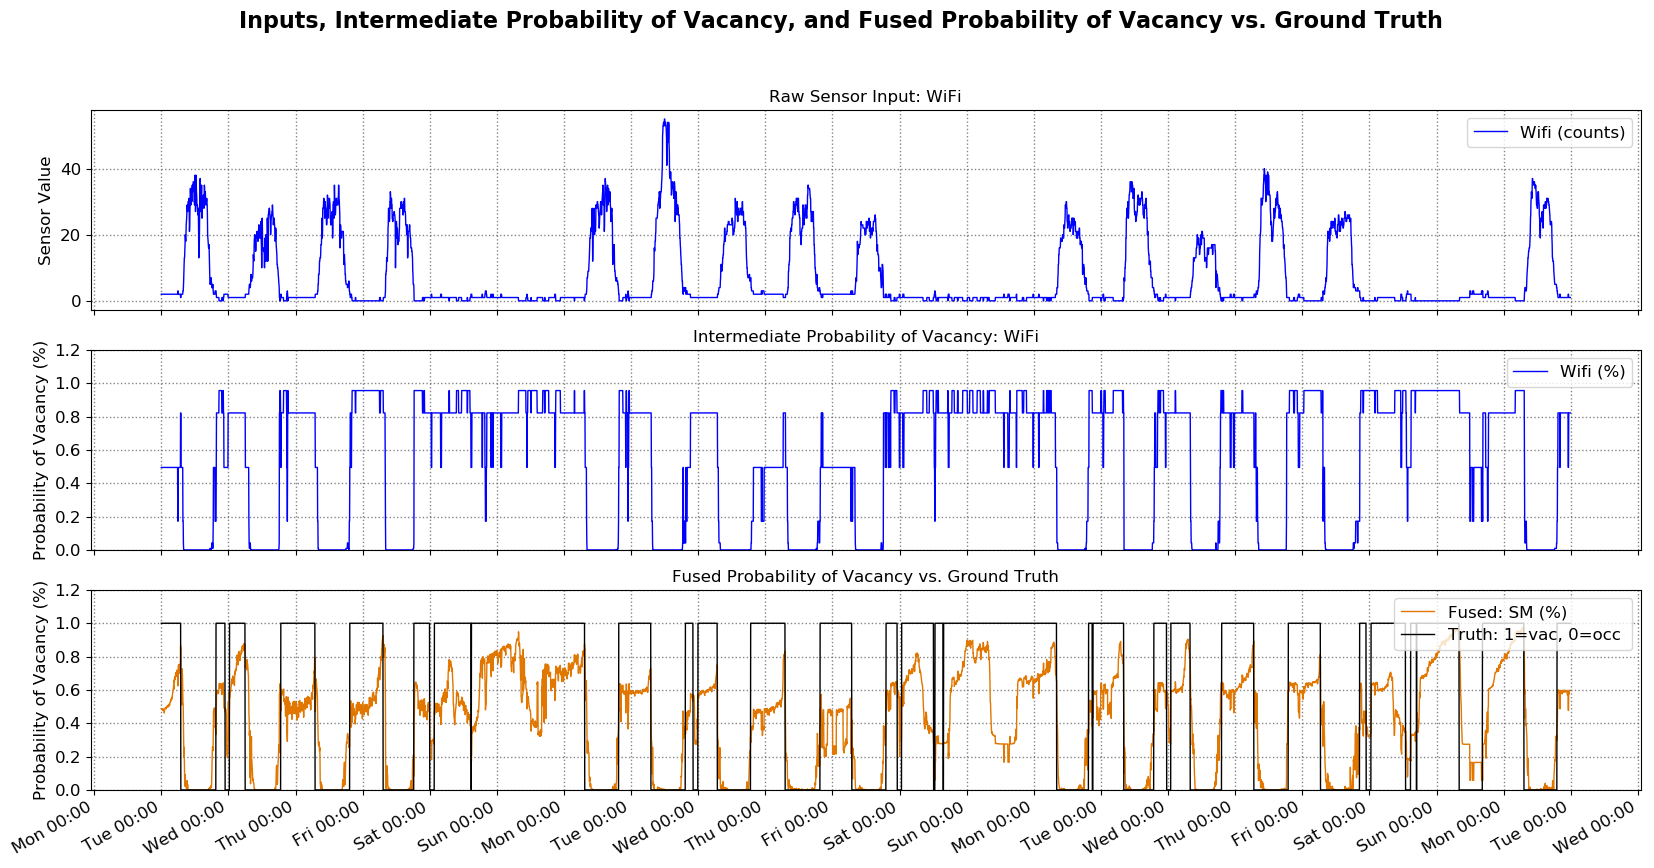 Inputs, Intermediate Probability of Vacancy, and Fused Probability of Vacancy vs. Ground Truth
Raw Sensor Input: WiFi
Sensor Value
40
20
0
Wifi (counts)
Intermediate Probability of Vacancy: WiFi
Probability of Vacancy (%)
1.2
1.0
0.8
0.6
0.4
0.2
0.0
Wifi (%)
Fused Probability of Vacancy vs. Ground Truth
Probability of Vacancy (%)
1.2
1.0
0.8
0.6
0.4
0.2
0.0
Fused: SM (%)
Truth: 1=vac, 0=occ
Mon 00:00
Tue 00:00
Wed 00:00
Thu 00:00
Fri 00:00
Sat 00:00
Sun 00:00
Mon 00:00
Tue 00:00
Wed 00:00
Thu 00:00
Fri 00:00
Sat 00:00
Sun 00:00
Mon 00:00
Tue 00:00
Wed 00:00
Thu 00:00
Fri 00:00
Sat 00:00
Sun 00:00
Mon 00:00
Tue 00:00
Wed 00:00